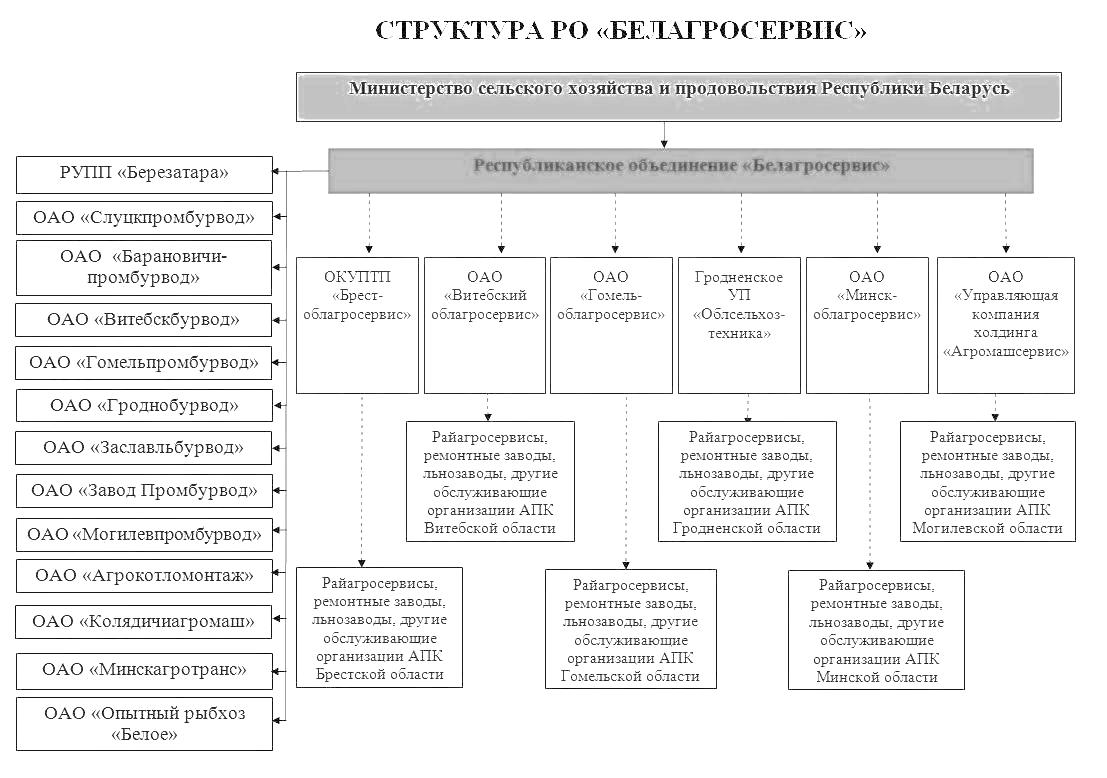 СТРУКТУРА РО «БЕЛАГРОСЕРВИС»
Министерство сельского хозяйства и продовольствия Республики Беларусь
Республиканское объединение «Белагросервис»
РУПП «Березатара»
ОАО «Слуцкпромбурвод»
ОАО «Барановичи-
промбурвод»
ОАО «Витебскбурвод»
ОАО «Гомельпромбурвод»
ОАО «Гроднобурвод»
ОАО «Заславльбурвод»
ОАО «Завод Промбурвод»
ОАО «Могилевпромбурвод»
ОАО «Агрокотломонтаж»
ОАО «Колядичиагромаш»
ОАО «Минскагротранс»
ОАО «Опытный рыбхоз
«Белое»
ОКУПТП
«Брест-
облагросервис»
ОАО
«Витебский
облагросервис»
ОАО
«Гомель-
облагросервис»
Гродненское
УП
«Облсельхоз-
техника»
ОАО
«Минск-
облагросервис»
ОАО
«Управляющая
компания
холдинга
«Агромашсервис»
Райагросервисы,
ремонтные заводы,
льнозаводы, другие
обслуживающие
организации АПК
Витебской области
Райагросервисы,
ремонтные заводы,
льнозаводы, другие
обслуживающие
организации АПК
Гродненской области
Райагросервисы,
ремонтные заводы,
льнозаводы, другие
обслуживающие
организации АПК
Могилевской области
Райагросервисы,
ремонтные заводы,
льнозаводы, другие
обслуживающие
организации АПК
Брестской области
Райагросервисы,
ремонтные заводы,
льнозаводы, другие
обслуживающие
организации АПК
Гомельской области
Райагросервисы,
ремонтные заводы,
льнозаводы, другие
обслуживающие
организации АПК
Минской области